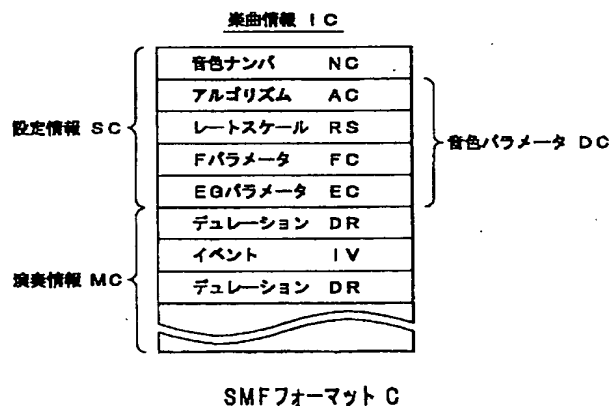 楽曲情報 IC
音色ナンバ NC
アルゴリズム AC
設定情報 SC
レートスケール RS
音色パラメータ DC
Fパラメータ FC
EGパラメータ EC
デュレーション DR
イベント IV
演奏情報 MC
デュレーション DR
SMFフォーマット C